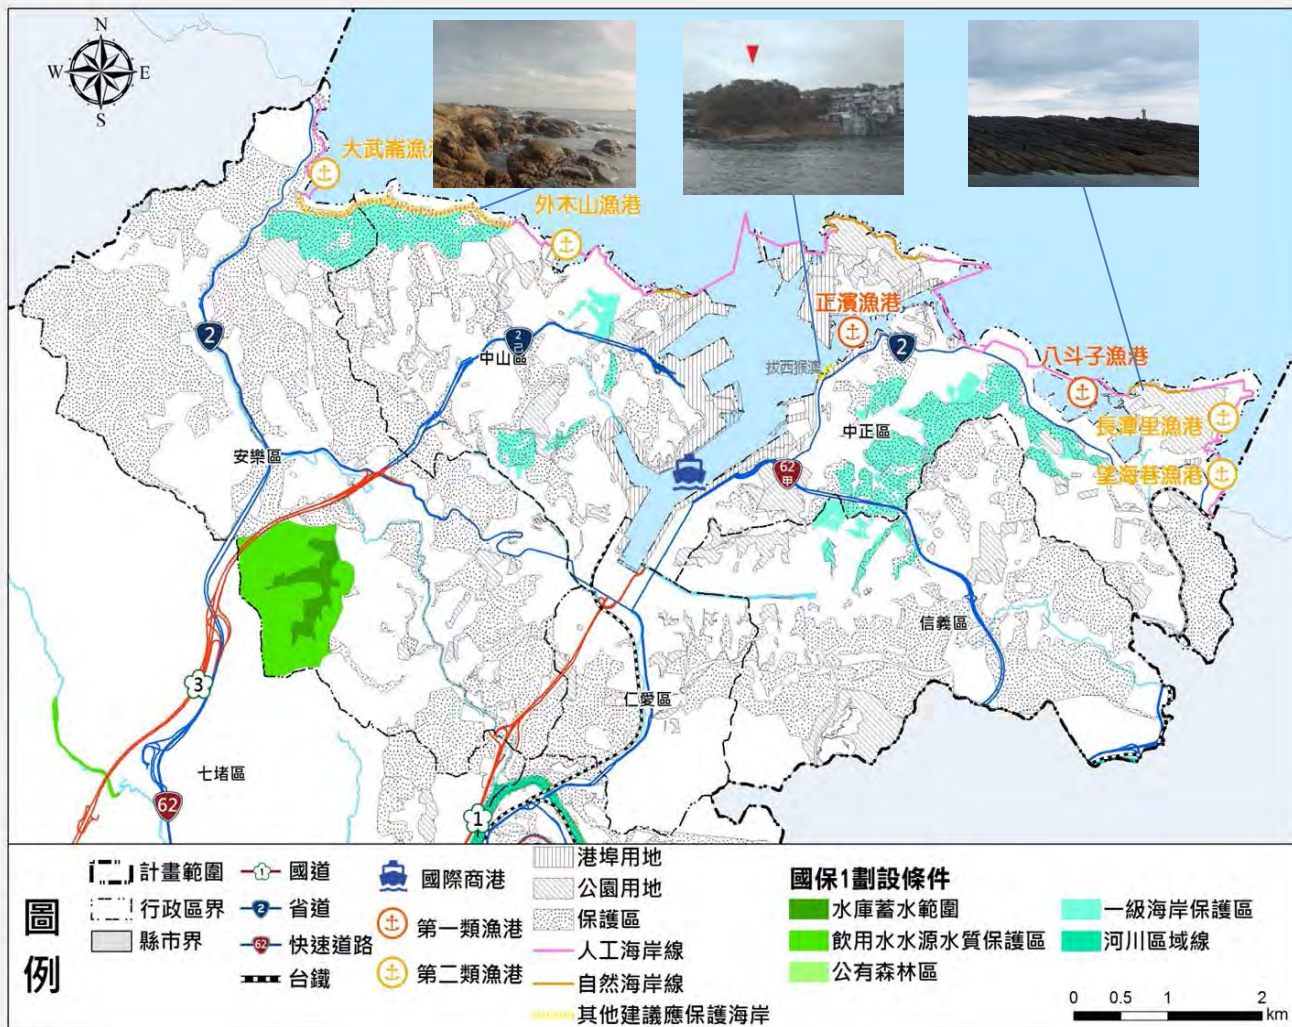 N
W
E
S
大武崙漁港
外木山漁港
正濱漁港
八斗子漁港
長潭里漁港
望海巷漁港
拔西猴澳
2
2己
中山區
2
中正區
安樂區
62甲
信義區
仁愛區
3
七堵區
62
1
圖例
計畫範圍
行政區界
縣市界
1
國道
2
省道
62
快速道路
台鐵
國際商港
第一類漁港
第二類漁港
港埠用地
公園用地
保護區
人工海岸線
自然海岸線
其他建議應保護海岸
國保1劃設條件
水庫蓄水範圍
飲用水水源水質保護區
公有森林區
一級海岸保護區
河川區域線
0 0.5 1 2
km